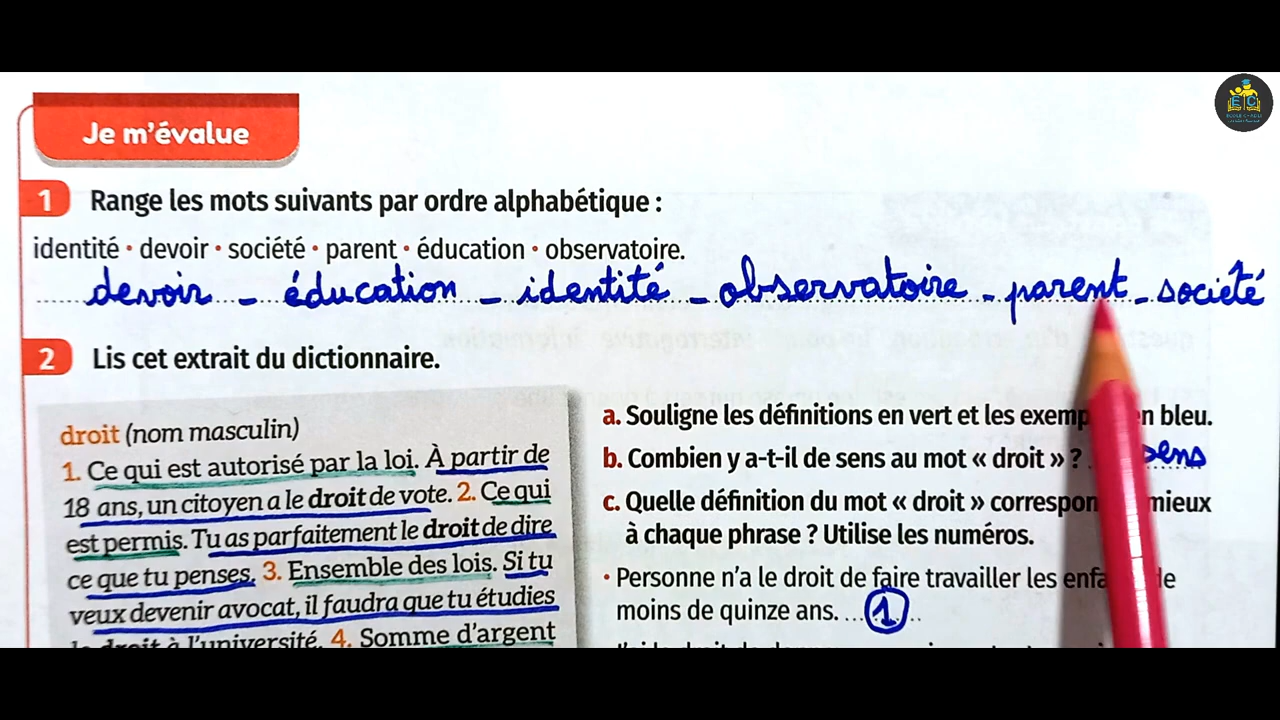 Je m'évalue
1 Range les mots suivants par ordre alphabétique :
identité • devoir • société • parent • éducation • observatoire.
devoir - éducation - identité - observatoire - parent - société
2 Lis cet extrait du dictionnaire.
droit (nom masculin)
1. Ce qui est autorisé par la loi. À partir de
18 ans, un citoyen a le droit de vote. 2. Ce qui
est permis. Tu as parfaitement le droit de dire
ce que tu penses. 3. Ensemble des lois. Si tu
veux devenir avocat, il faudra que tu étudies
le droit à l'université. 4. Somme d'argent
a. Souligne les définitions en vert et les en bleu.
b. Combien y a-t-il de sens au mot « droit » ? sens
c. Quelle définition du mot « droit » mieux
à chaque phrase ? Utilise les numéros.
• Personne n'a le droit de faire travailler les de
moins de quinze ans. 1
EC